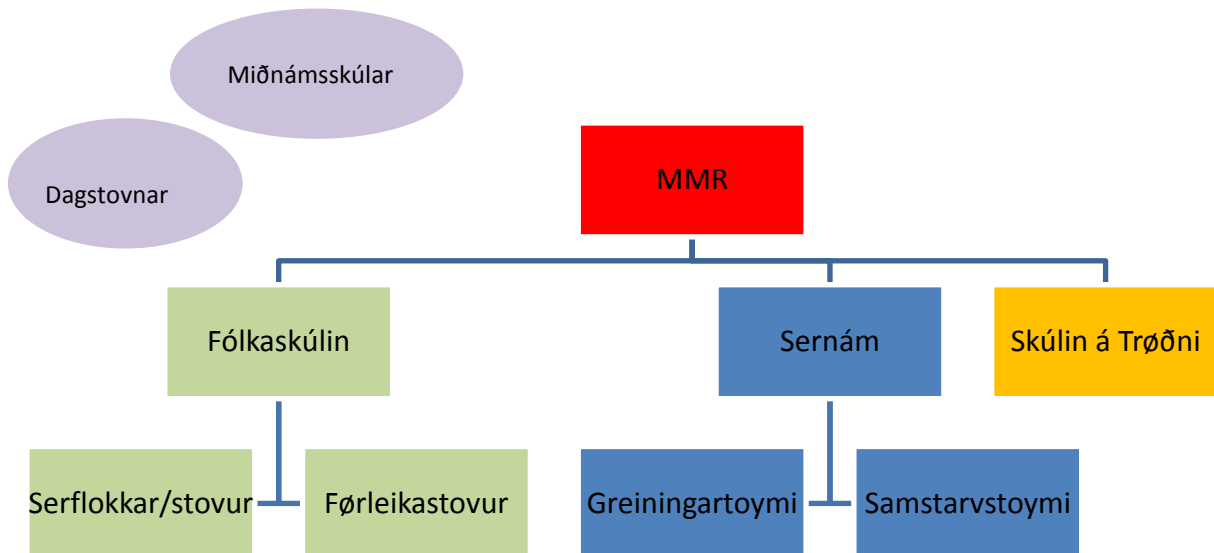 Miðnámsskúlar
Dagstovnar
MMR
Fólkaskúlin
Sernám
Skúlin á Trøðni
Serflokkar/stovur
Førleikastovur
Greiningartoymi
Samstarvstoymi